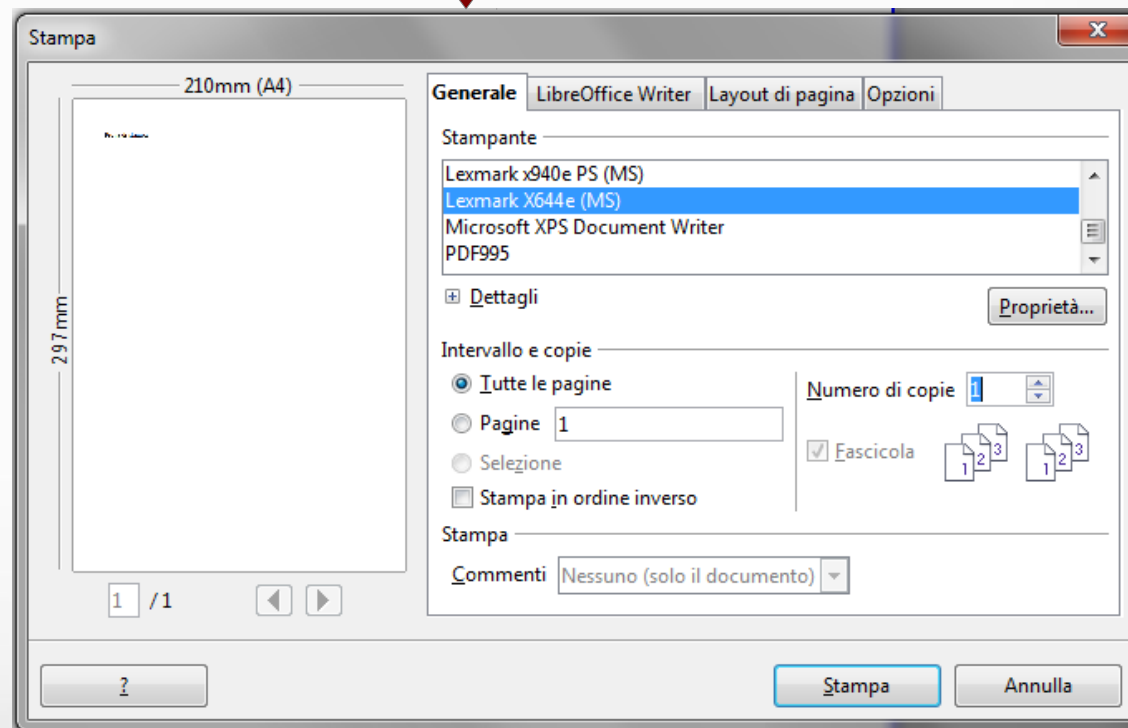 Stampa
210mm (A4)
297mm
1 /1
Generale LibreOffice Writer Layout di pagina Opzioni
Stampante
Lexmark x940e PS (MS)
Lexmark X644e (MS)
Microsoft XPS Document Writer
PDF995
Dettagli
Proprietà...
Intervallo e copie
Tutte le pagine
Pagine 1
Selezione
Stampa in ordine inverso
Numero di copie 1
Fascicola
1 2 3 1 2 3
Stampa
Commenti Nessuno (solo il documento)
? Stampa Annulla